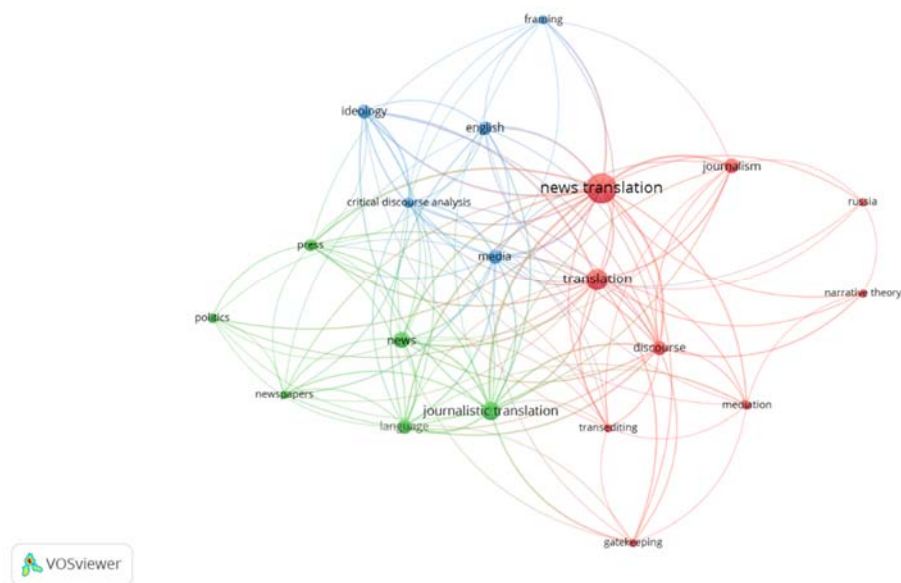 framing
ideology
english
journalism
news translation
critical discourse analysis
russia
press
media
translation
narrative theory
politics
news
discourse
newspapers
mediation
journalistic translation
language
transediting
gatekeeping
VOSviewer